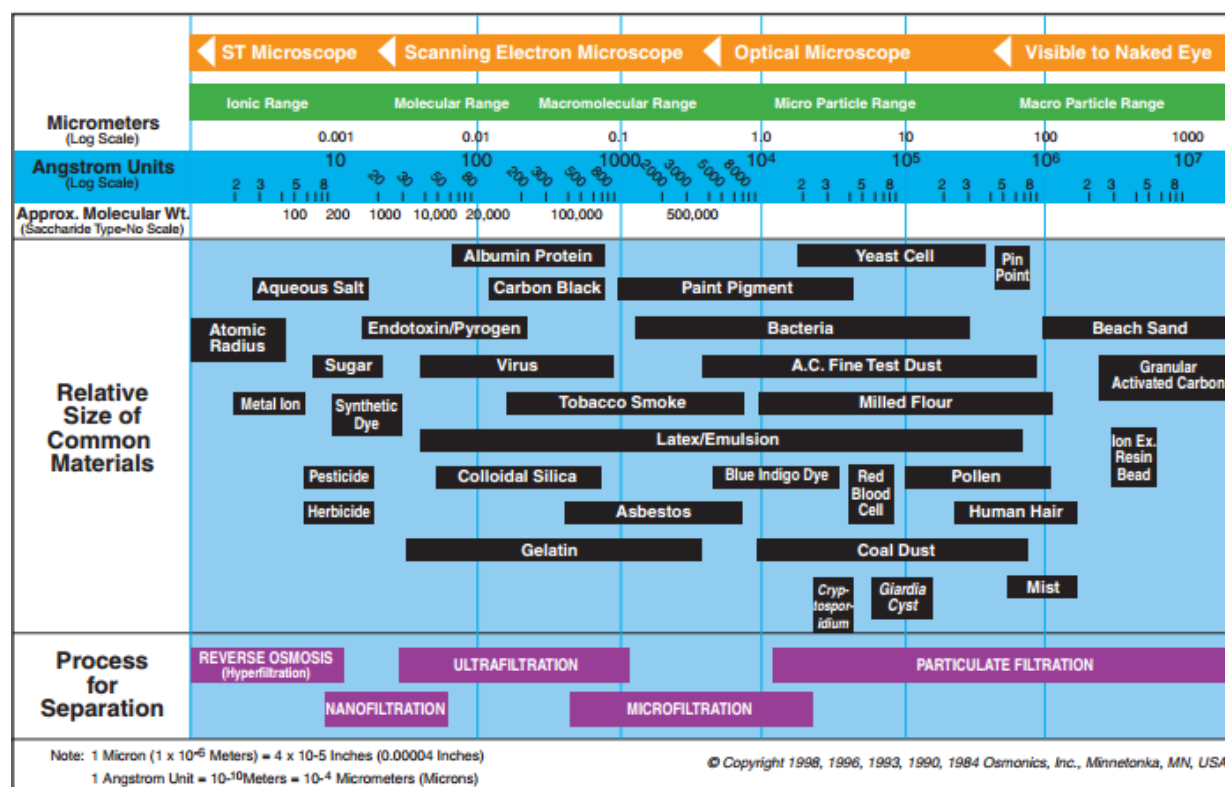 ST Microscope Scanning Electron Microscope Optical Microscope Visible to Naked Eye
Ionic Range Molecular Range Macromolecular Range Micro Particle Range Macro Particle Range
Micrometers
(Log Scale)
0.001 0.01 0.1 1.0 10 100 1000
Angstrom Units
(Log Scale)
10 100 1000 10⁴ 10⁵ 10⁶ 10⁷
2 3 5 8 20 30 50 80 200 300 500 800 2000 3000 5000 8000 2 3 5 8 2 3 5 8 2 3 5 8
Approx. Molecular Wt.
(Saccharide Type-No Scale)
100 200 1000 10,000 20,000 100,000 500,000
Relative
Size of
Common
Materials
Albumin Protein
Yeast Cell
Pin
Point
Aqueous Salt
Carbon Black
Paint Pigment
Atomic
Radius
Endotoxin/Pyrogen
Bacteria
Beach Sand
Sugar
Virus
A.C. Fine Test Dust
Granular
Activated Carbon
Metal Ion
Synthetic
Dye
Tobacco Smoke
Milled Flour
Latex/Emulsion
Ion Ex.
Resin
Bead
Pesticide
Colloidal Silica
Blue Indigo Dye
Red
Blood
Cell
Pollen
Herbicide
Asbestos
Human Hair
Gelatin
Coal Dust
Cryp-
tospor-
idium
Giardia
Cyst
Mist
Process
for
Separation
REVERSE OSMOSIS
(Hyperfiltration)
ULTRAFILTRATION
PARTICULATE FILTRATION
NANOFILTRATION
MICROFILTRATION
Note: 1 Micron (1 x 10⁻⁶ Meters) = 4 x 10-5 Inches (0.00004 Inches)
1 Angstrom Unit = 10⁻¹⁰Meters = 10⁻⁴ Micrometers (Microns)
© Copyright 1998, 1996, 1993, 1990, 1984 Osmonics, Inc., Minnetonka, MN, USA